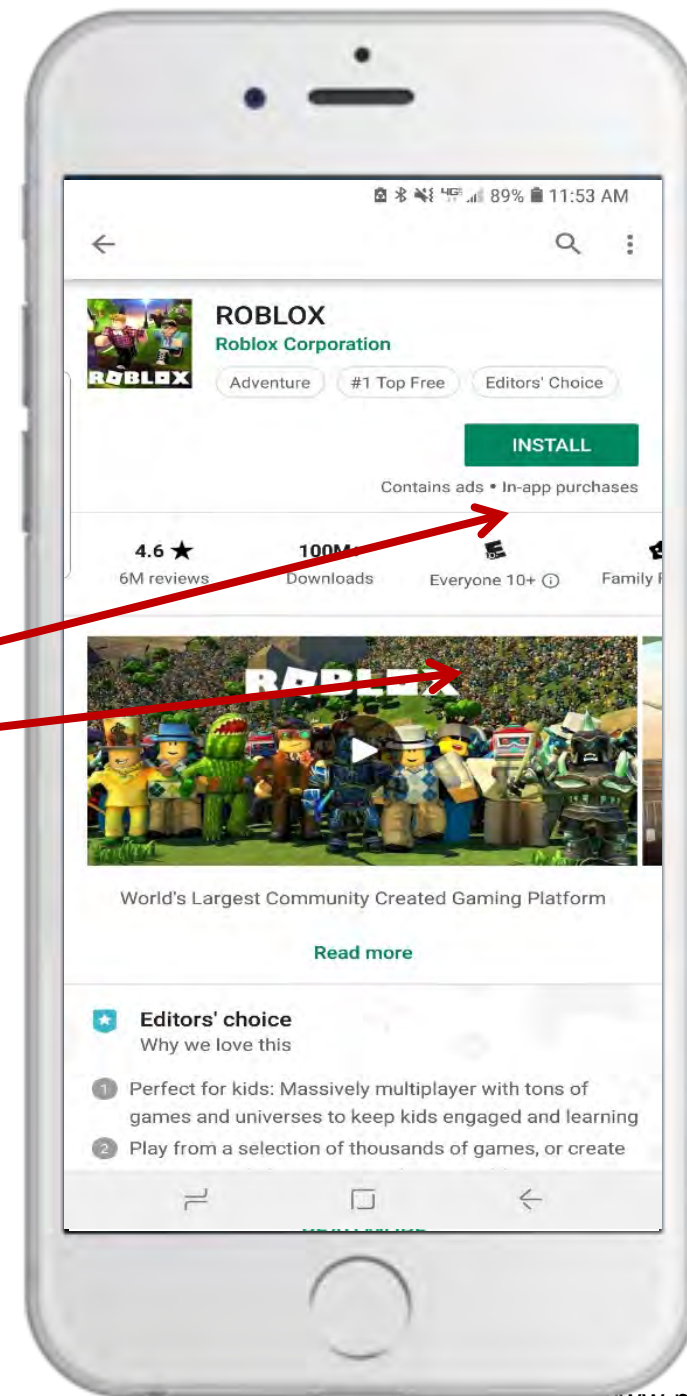 89% 11:53 AM
ROBLOX
ROBLOX
Roblox Corporation
Adventure
#1 Top Free
Editors' Choice
INSTALL
Contains ads • In-app purchases
4.6 ★
6M reviews
Downloads
Everyone 10+
Family
ROBLOX
World's Largest Community Created Gaming Platform
Read more
Editors' choice
Why we love this
1 Perfect for kids: Massively multiplayer with tons of
games and universes to keep kids engaged and learning
2 Play from a selection of thousands of games, or create